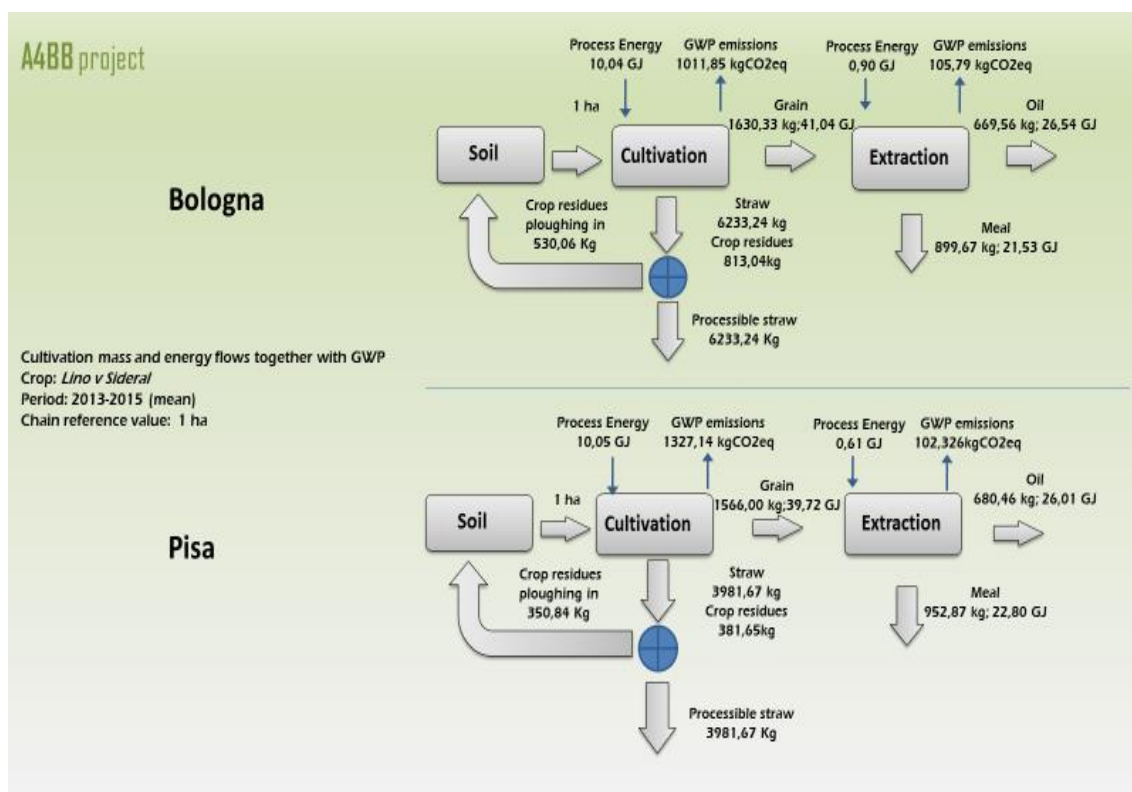 A4BB project
Process Energy
10,04 GJ
GWP emissions
1011,85 kgCO2eq
Process Energy
0,90 GJ
GWP emissions
105,79 kgCO2eq
1 ha
Grain
1630,33 kg;41,04 GJ
Oil
669,56 kg; 26,54 GJ
Soil
Cultivation
Extraction
Bologna
Crop residues
ploughing in
530,06 Kg
Straw
6233,24 kg
Crop residues
813,04kg
Meal
899,67 kg; 21,53 GJ
Processible straw
6233,24 Kg
Cultivation mass and energy flows together with GWP
Crop: Lino v Sideral
Period: 2013-2015 (mean)
Chain reference value: 1 ha
Process Energy
10,05 GJ
GWP emissions
1327,14 kgCO2eq
Process Energy
0,61 GJ
GWP emissions
102,326kgCO2eq
1 ha
Grain
1566,00 kg;39,72 GJ
Oil
680,46 kg; 26,01 GJ
Soil
Cultivation
Extraction
Pisa
Crop residues
ploughing in
350,84 Kg
Straw
3981,67 kg
Crop residues
381,65kg
Meal
952,87 kg; 22,80 GJ
Processible straw
3981,67 Kg